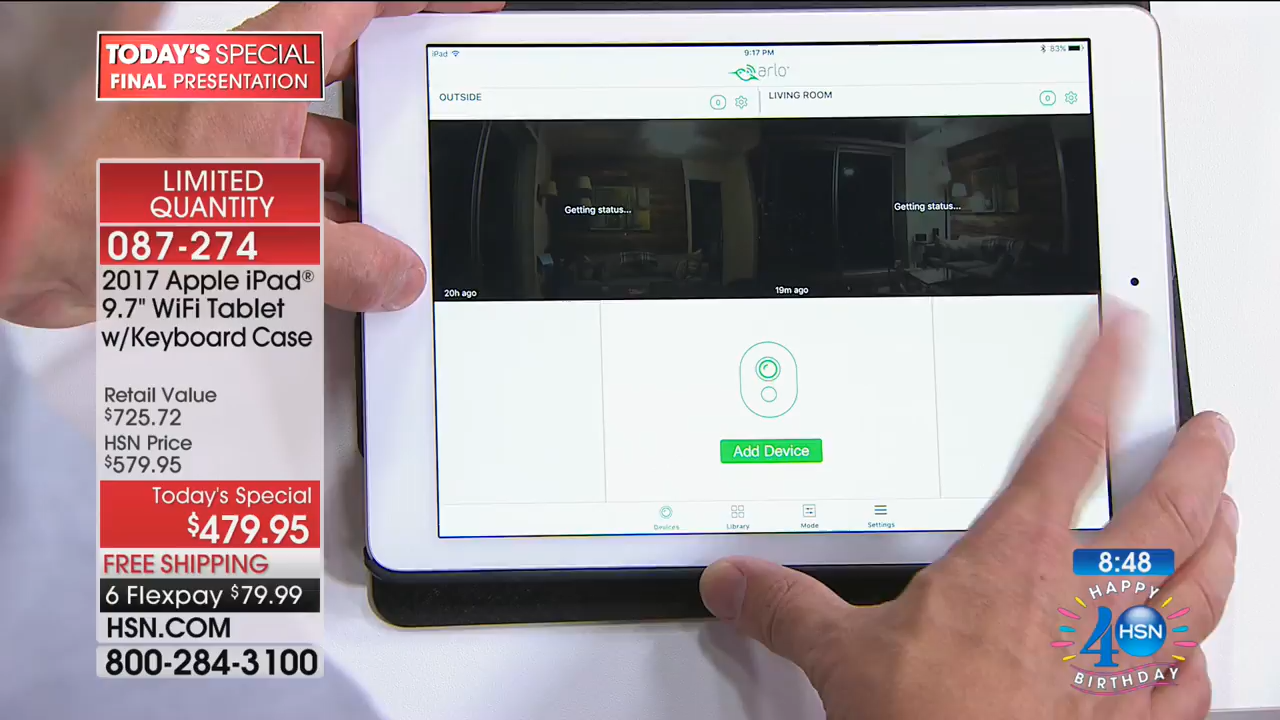 TODAY'S SPECIAL
FINAL PRESENTATION
LIMITED
QUANTITY
087-274
2017 Apple iPad®
9.7" WiFi Tablet
w/Keyboard Case
Retail Value
$725.72
HSN Price
$579.95
Today's Special
$479.95
FREE SHIPPING
6 Flexpay $79.99
HSN.COM
800-284-3100
iPad
9:17 PM
83%
arlo
OUTSIDE
0
LIVING ROOM
0
Getting status...
Getting status...
20h ago
19m ago
Add Device
Devices
Library
Mode
Settings
8:48
HAPPY
40
HSN
BIRTHDAY